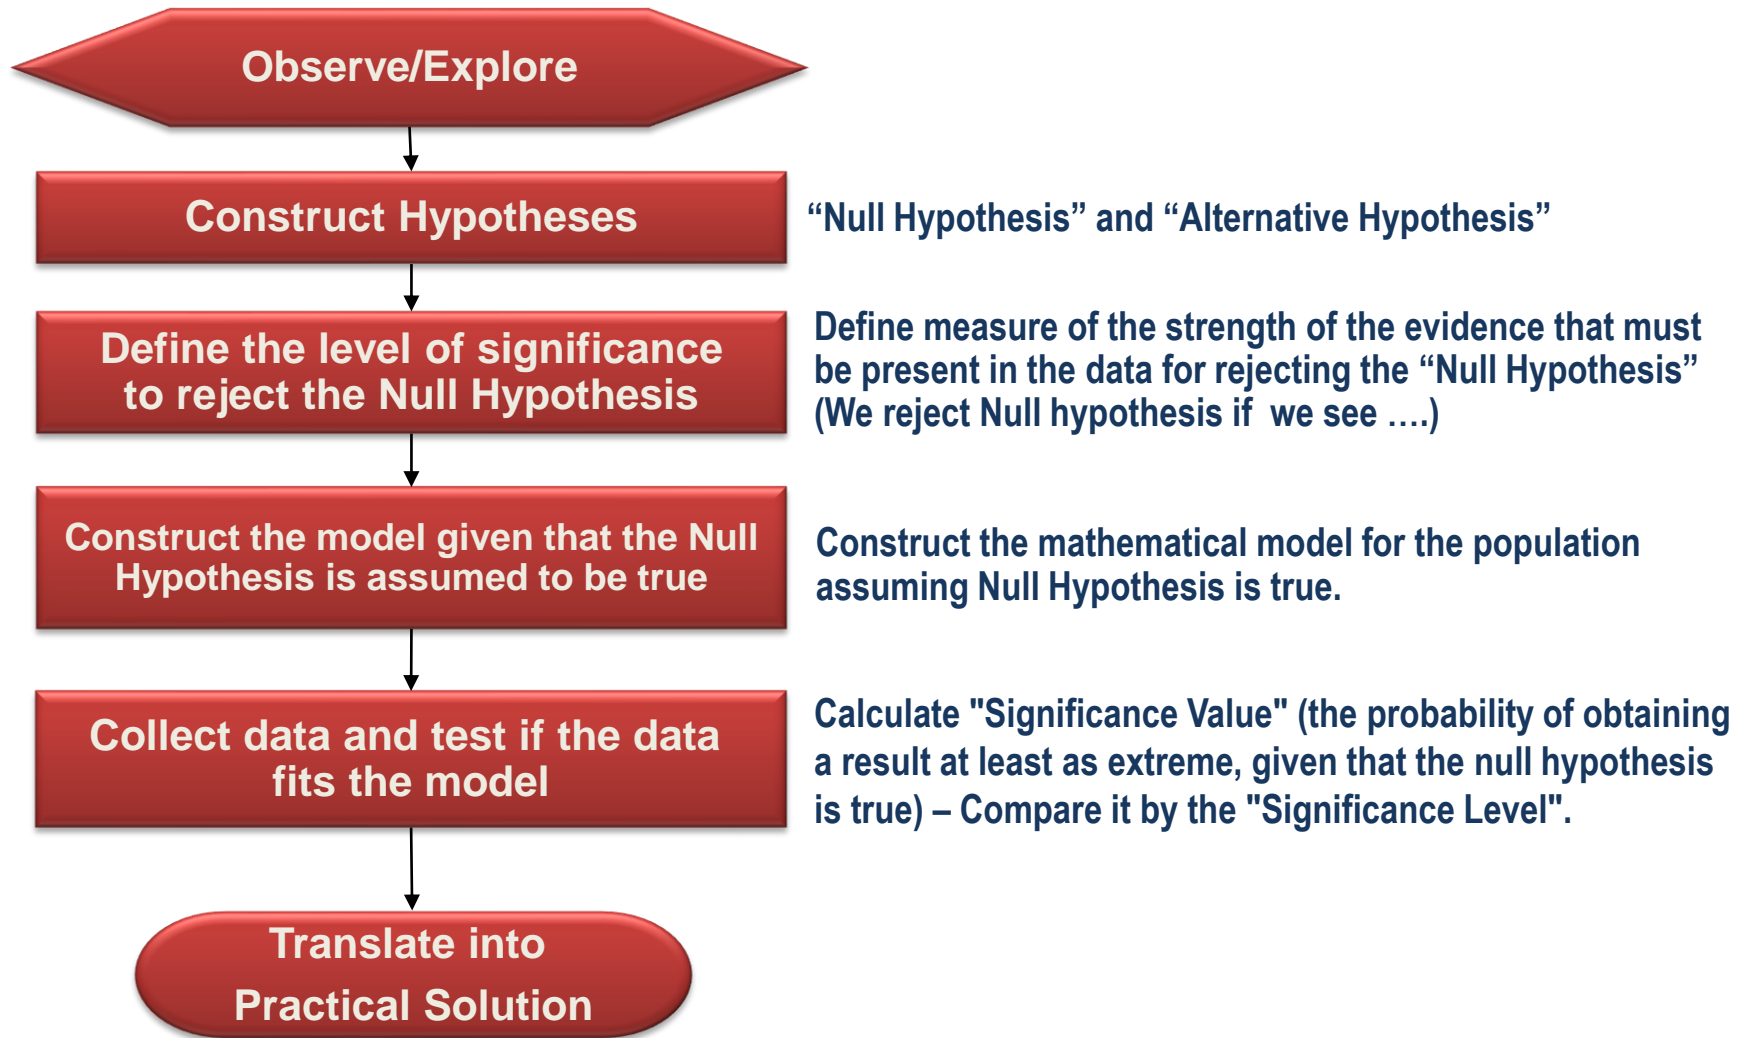 Observe/Explore
Construct Hypotheses
“Null Hypothesis” and “Alternative Hypothesis”
Define the level of significance
to reject the Null Hypothesis
Define measure of the strength of the evidence that must
be present in the data for rejecting the “Null Hypothesis”
(We reject Null hypothesis if  we see ….)
Construct the model given that the Null
Hypothesis is assumed to be true
Construct the mathematical model for the population
assuming Null Hypothesis is true.
Collect data and test if the data
fits the model
Calculate "Significance Value" (the probability of obtaining
a result at least as extreme, given that the null hypothesis
is true) – Compare it by the "Significance Level".
Translate into
Practical Solution